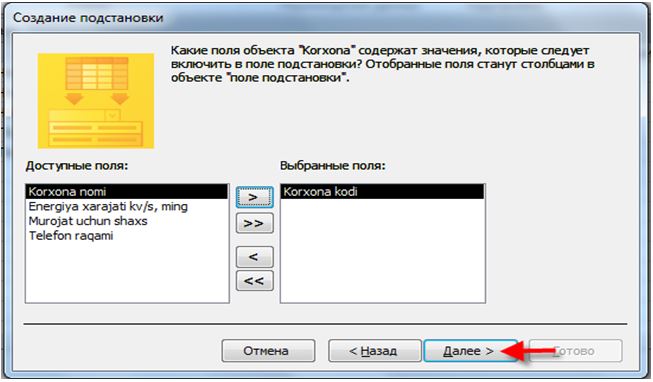 Создание подстановки
Какие поля объекта "Korxona" содержат значения, которые следует
включить в поле подстановки? Отобранные поля станут столбцами в
объекте "поле подстановки".
Доступные поля:
Выбранные поля:
Korxona nomi
Energiya xarajati kv/s, ming
Murojat uchun shaxs
Telefon raqami
>
>>
<
<<
Korxona kodi
Отмена
< Назад
Далее >
Готово